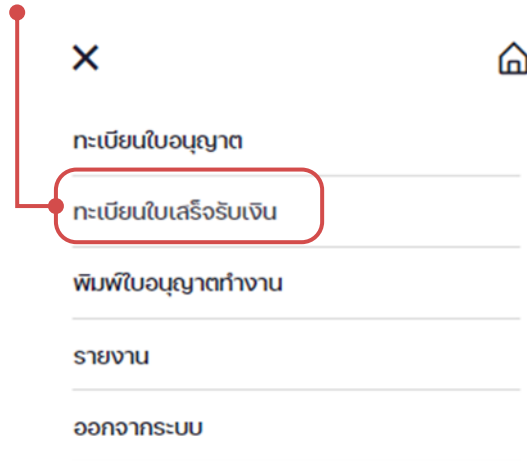 ทะเบียนใบอนุญาต
ทะเบียนใบเสร็จรับเงิน
พิมพ์ใบอนุญาตทำงาน
รายงาน
ออกจากระบบ